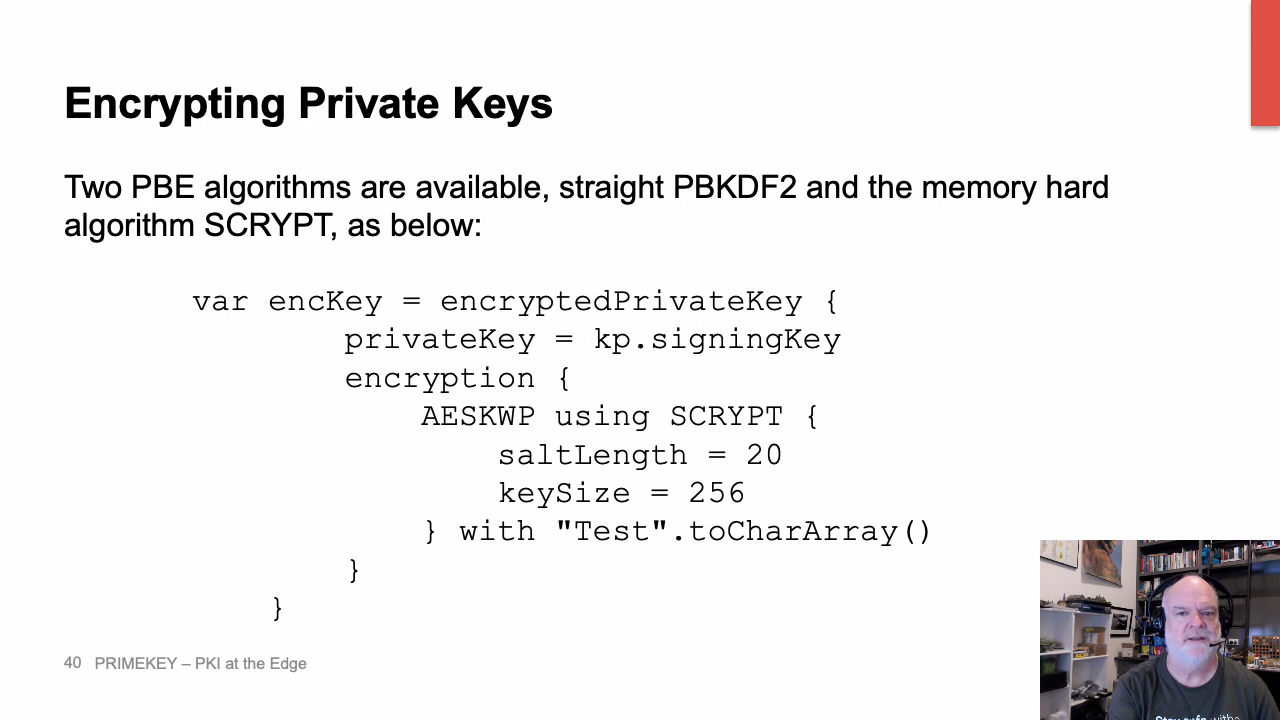 Encrypting Private Keys
Two PBE algorithms are available, straight PBKDF2 and the memory hard
algorithm SCRYPT, as below:
var encKey = encryptedPrivateKey {
privateKey = kp.signingKey
encryption {
AESKWP using SCRYPT {
saltLength = 20
keySize = 256
} with "Test".toCharArray()
}
}
40 PRIMEKEY – PKI at the Edge